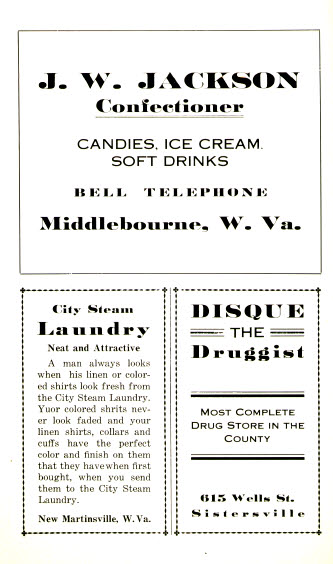 J. W. JACKSON
Confectioner
CANDIES, ICE CREAM.
SOFT DRINKS
BELL TELEPHONE
Middlebourne, W. Va.
City Steam
Laundry
Neat and Attractive
A man always looks
when his linen or color-
ed shirts look fresh from
the City Steam Laundry.
Yuor colored shrits nev-
er look faded and your
linen shirts, collars and
cuffs have the perfect
color and finish on them
that they have when first
bought, when you send
them to the City Steam
Laundry.
New Martinsville, W. Va.
DISQUE
THE
Druggist
MOST COMPLETE
DRUG STORE IN THE
COUNTY
615 Wells St.
Sistersville